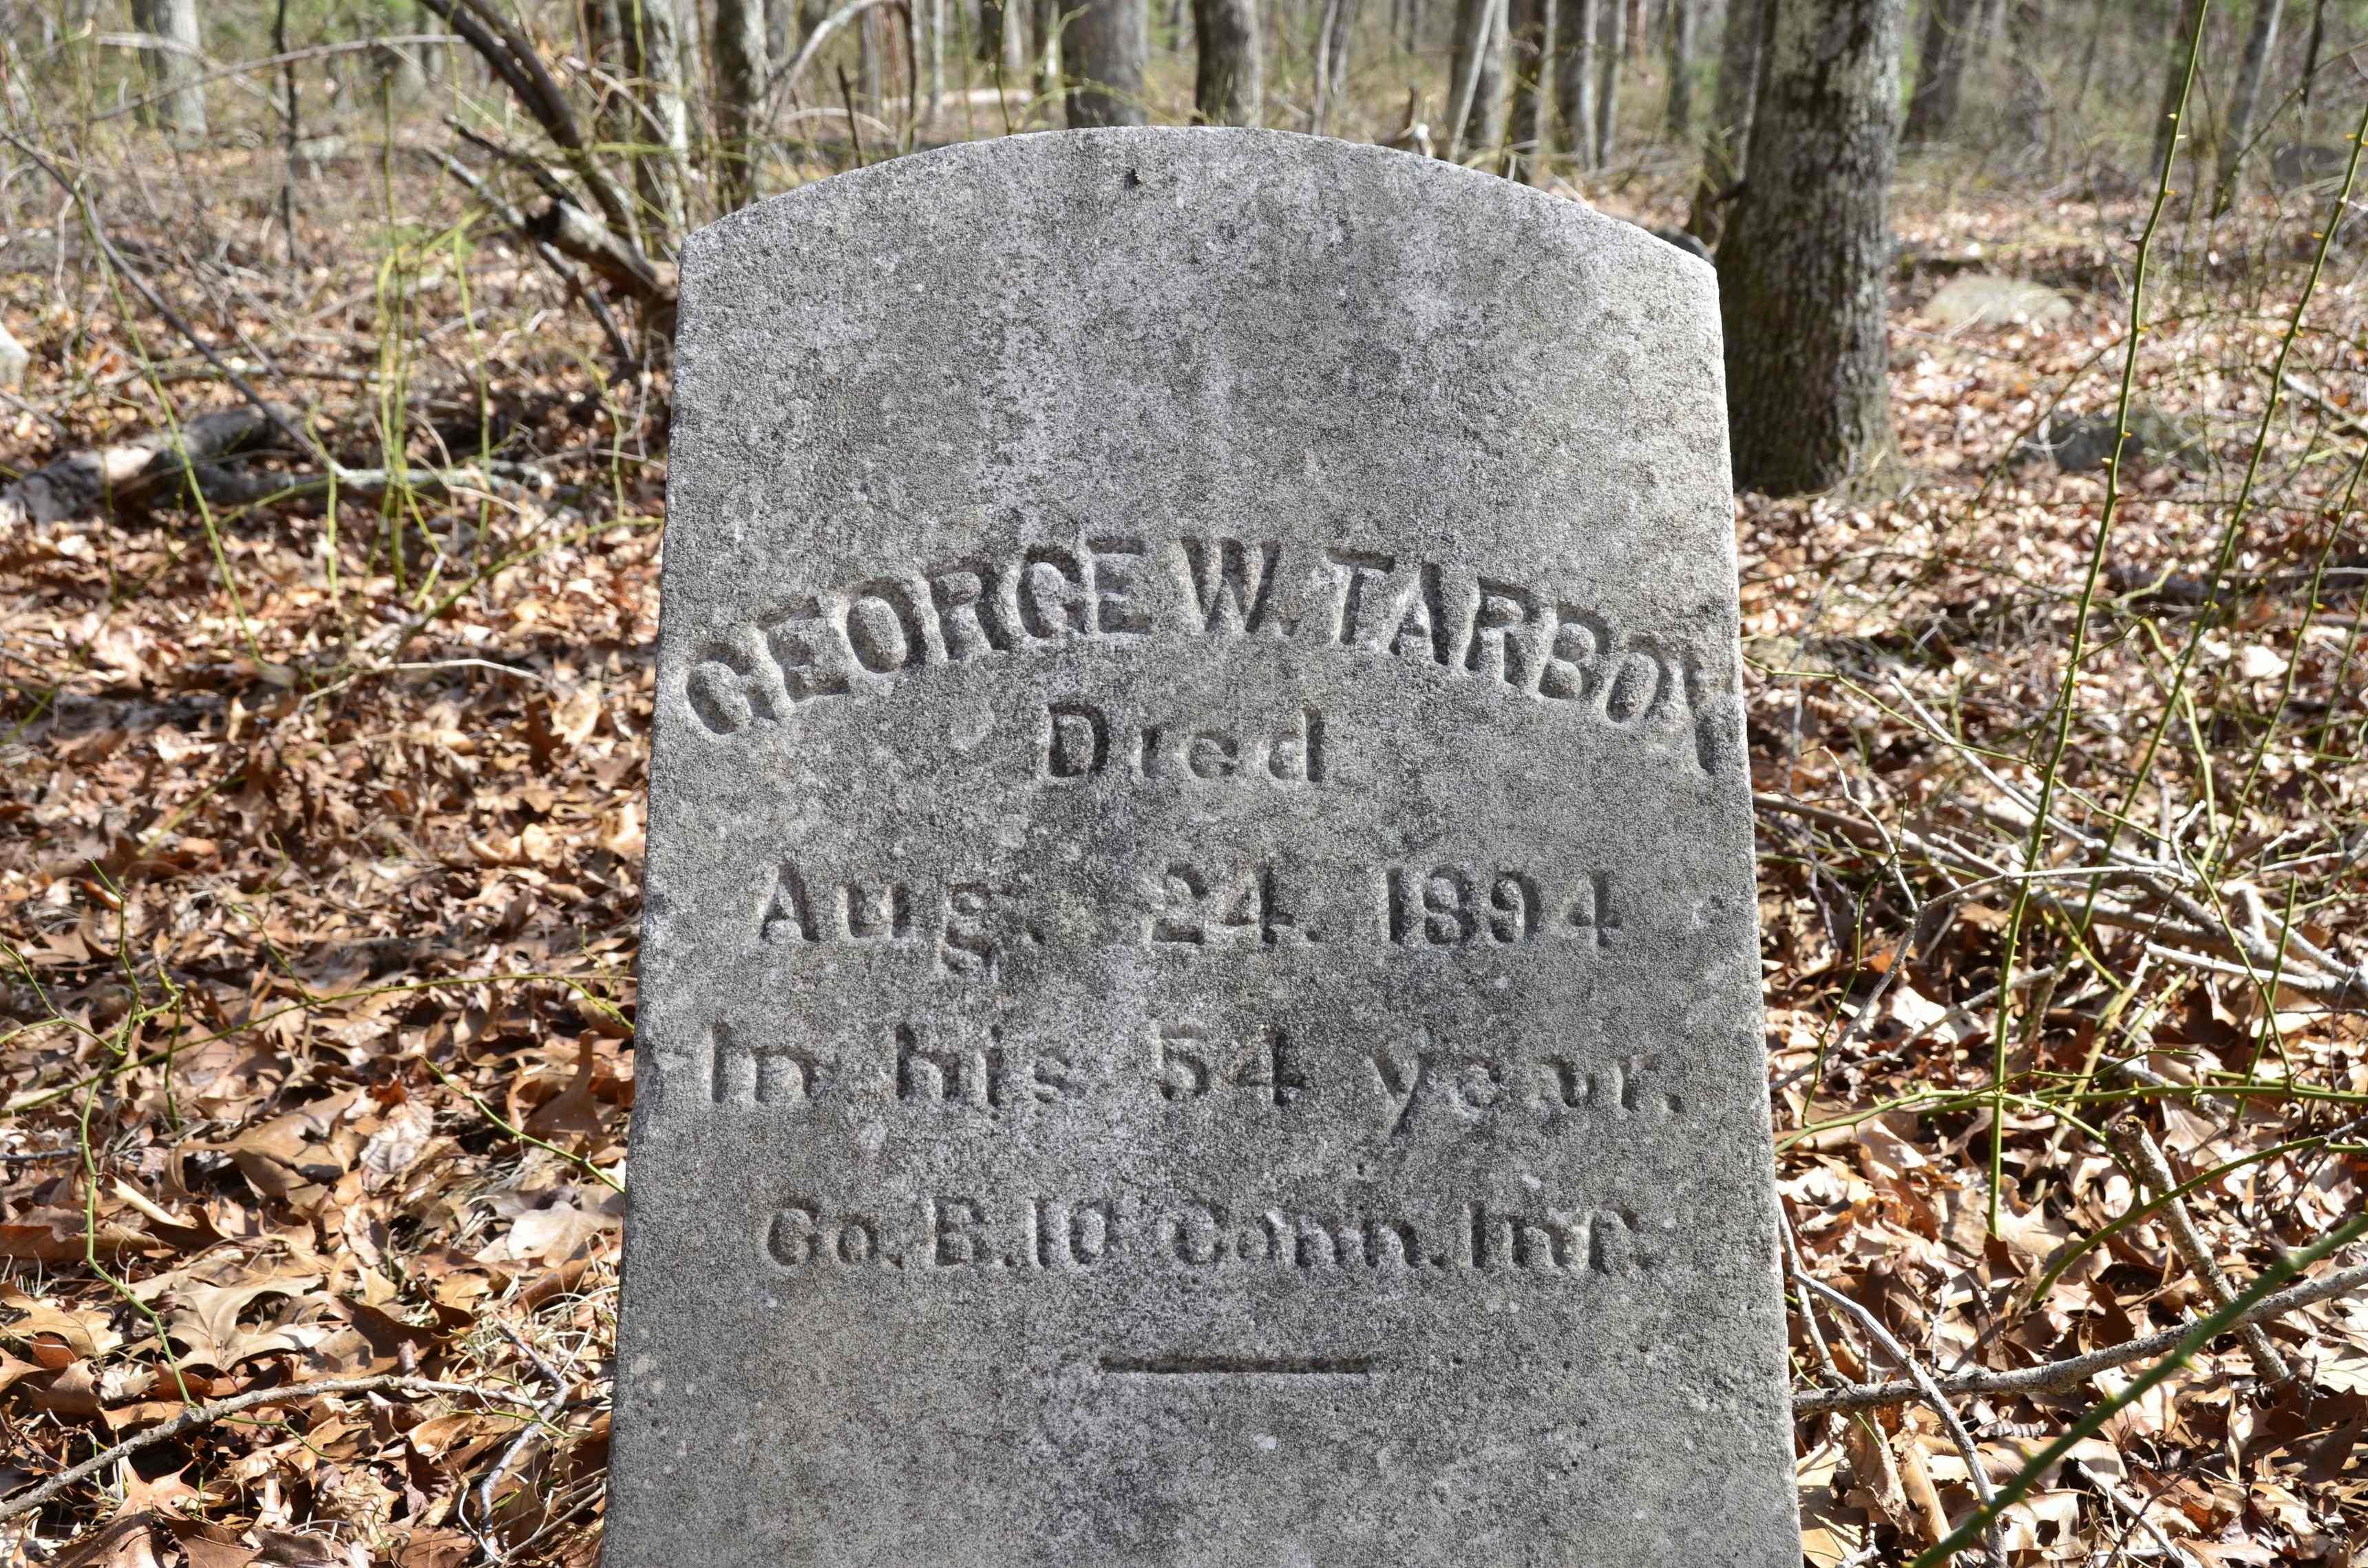 GEORGE W. TARBOX
Died
Aug. 24. 1894
In his 54 year.
Co. B. 10 Conn. Inf.